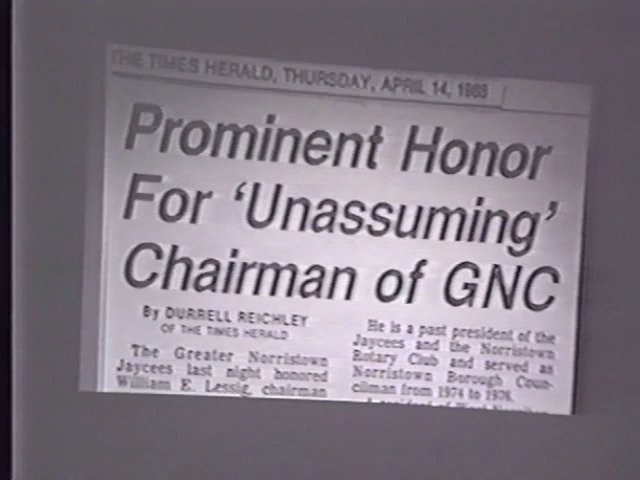 THE TIMES HERALD, THURSDAY, APRIL 14, 1988
Prominent Honor
For 'Unassuming'
Chairman of GNC
By DURRELL REICHLEY
OF THE TIMES HERALD
The Greater Norristown
Jaycees last night honored
William E. Lessig, chairman
He is a past president of the
Jaycees and the Norristown
Rotary Club and served as
Norristown Borough Coun-
cilman from 1974 to 1978.